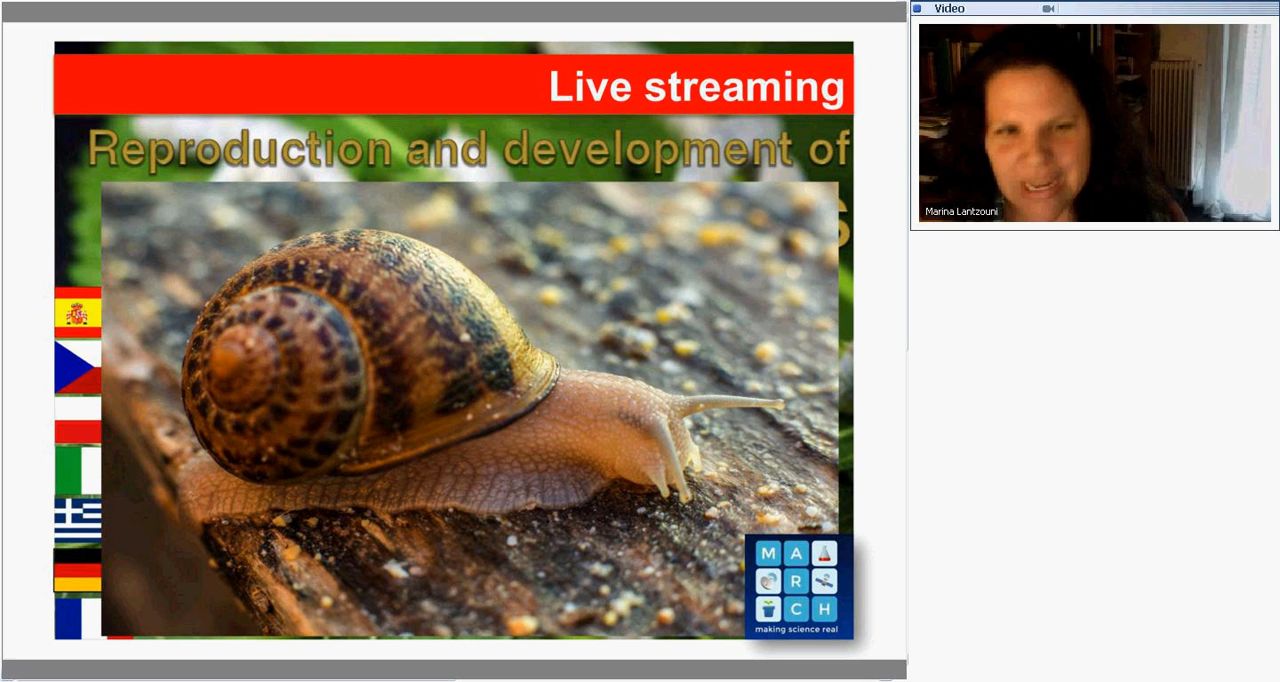 Video
Live streaming
Reproduction and development of
Marina Lantzouni
M A
R
C H
making science real